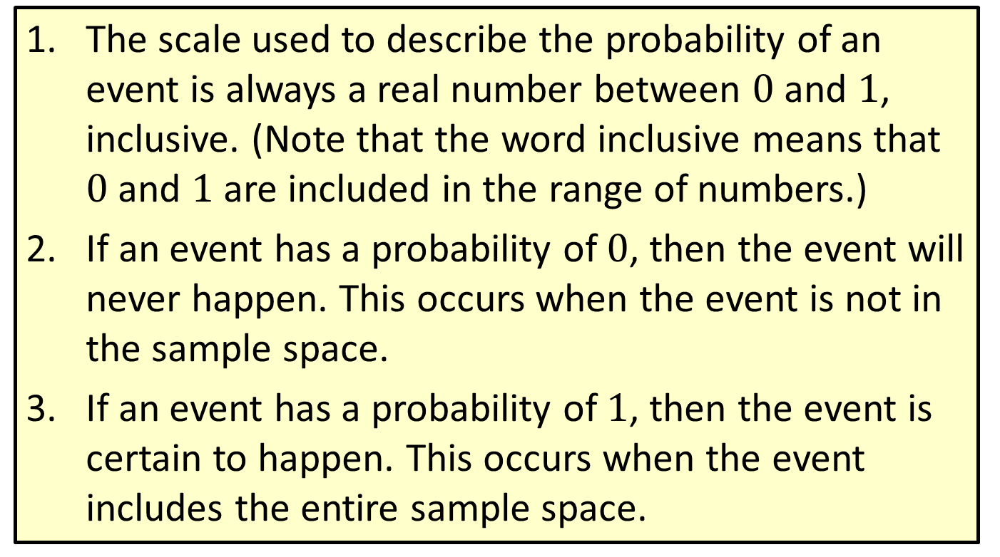 1. The scale used to describe the probability of an
event is always a real number between 0 and 1,
inclusive. (Note that the word inclusive means that
0 and 1 are included in the range of numbers.)
2. If an event has a probability of 0, then the event will
never happen. This occurs when the event is not in
the sample space.
3. If an event has a probability of 1, then the event is
certain to happen. This occurs when the event
includes the entire sample space.